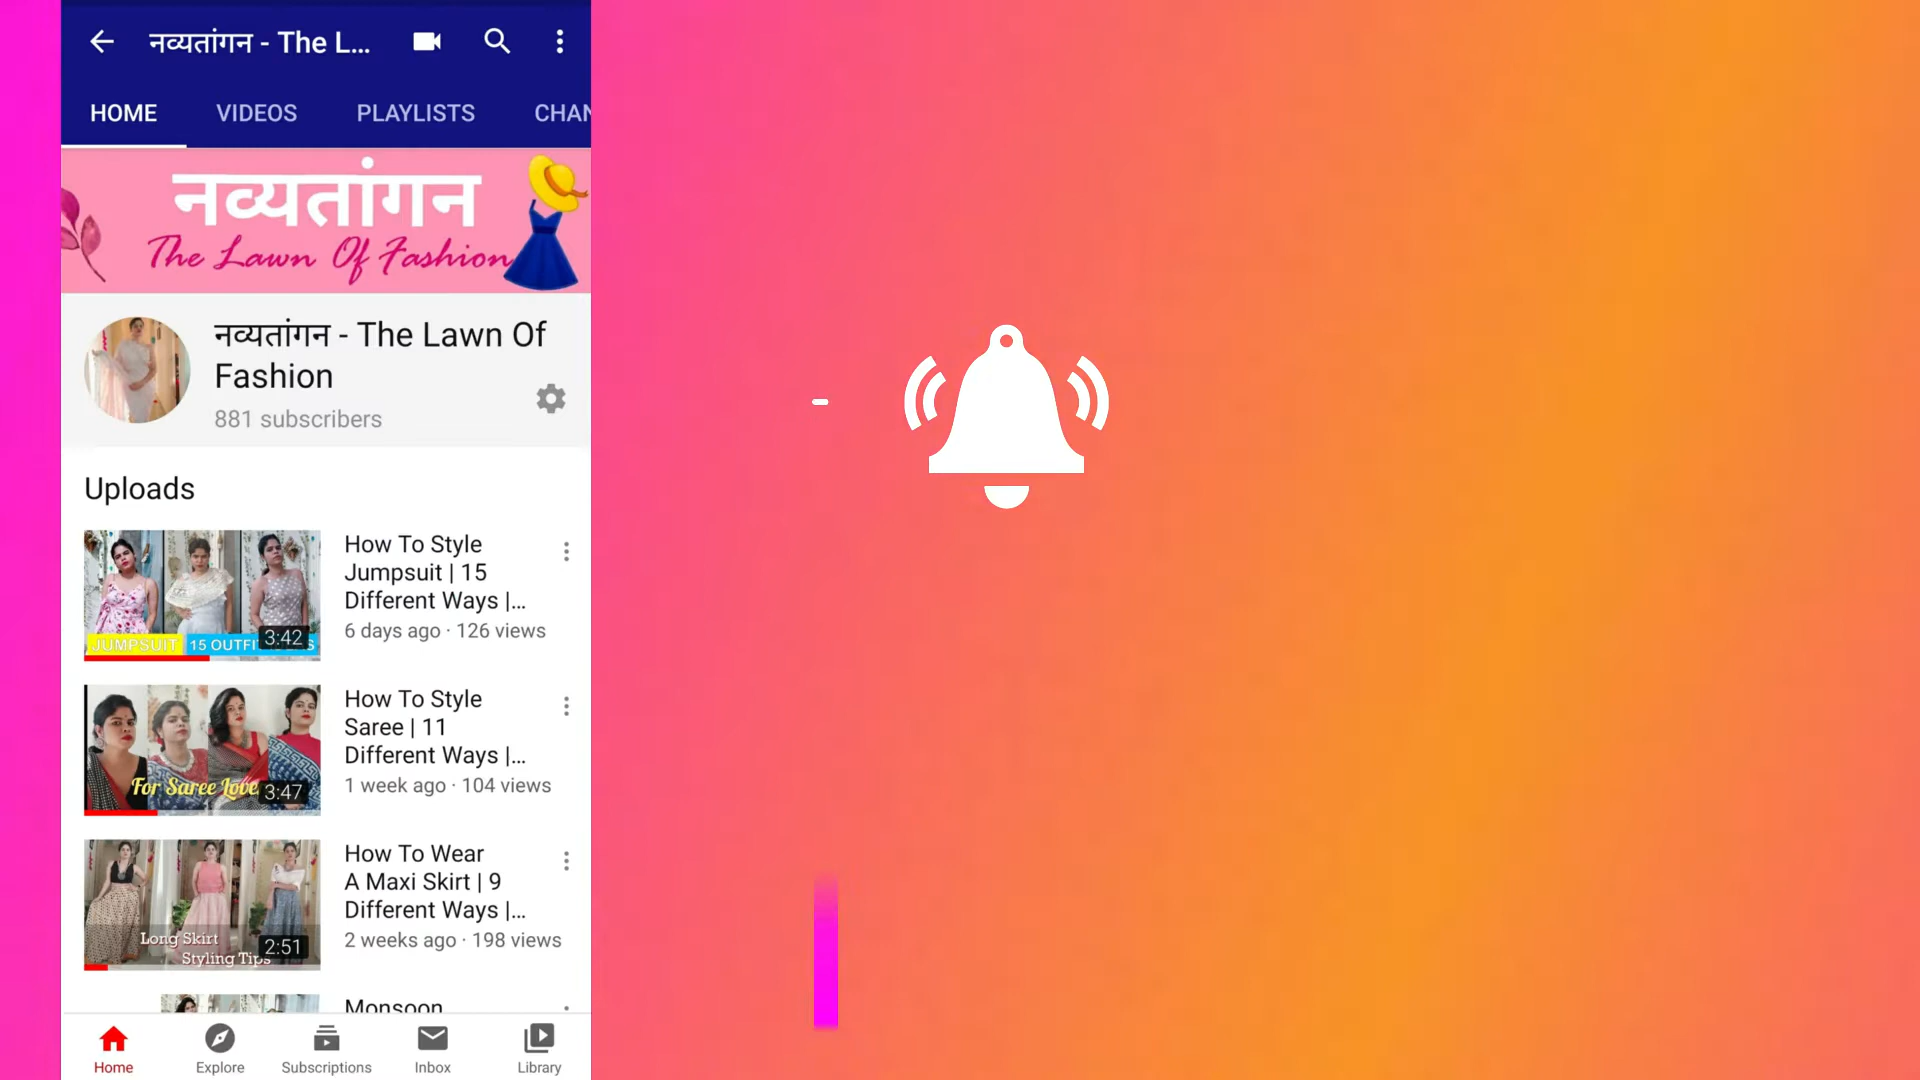 नव्यतांगन - The L...
HOME VIDEOS PLAYLISTS CHAN
नव्यतांगन
The Lawn Of Fashion
नव्यतांगन - The Lawn Of
Fashion
881 subscribers
Uploads
How To Style
Jumpsuit | 15
Different Ways |...
6 days ago · 126 views
JUMPSUIT 15 OUTFI S
3:42
How To Style
Saree | 11
Different Ways |...
1 week ago · 104 views
For Saree Love
3:47
How To Wear
A Maxi Skirt | 9
Different Ways |...
2 weeks ago · 198 views
Long Skirt
Styling Tips
2:51
Monsoon
Home Explore Subscriptions Inbox Library